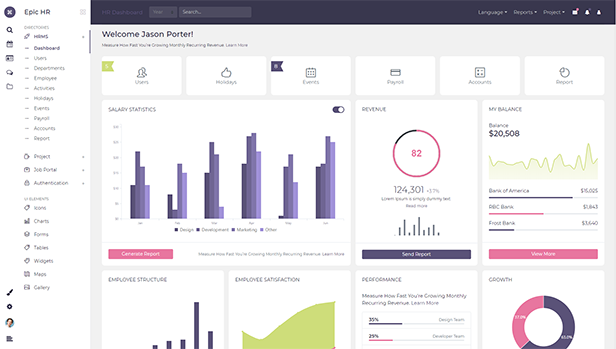 Epic HR
HR Dashboard
Search...
Language
Reports
Project
DIRECTORIES
HRMS
Dashboard
Users
Departments
Employee
Activities
Holidays
Events
Payroll
Accounts
Report
Project
Job Portal
Authentication
UI ELEMENTS
Icons
Charts
Forms
Tables
Widgets
Maps
Gallery
Welcome Jason Porter!
Measure How Fast You're Growing Monthly Recurring Revenue. Learn More
Users
Holidays
8
Events
Payroll
Accounts
Report
SALARY STATISTICS
Design
Development
Marketing
Other
Generate Report
Measure How Fast You're Growing Monthly Recurring Revenue. Learn More
REVENUE
82
124,301
Lorem ipsum is simply dummy text.
Read more
Send Report
MY BALANCE
Balance
$20,508
Bank of America $15,025
RBC Bank $1,843
Frost Bank $3,640
View More
EMPLOYEE STRUCTURE
EMPLOYEE SATISFACTION
PERFORMANCE
Measure How Fast You're Growing Monthly
Recurring Revenue. Learn More
35% Design Team
25% Developer Team
GROWTH
63.0%